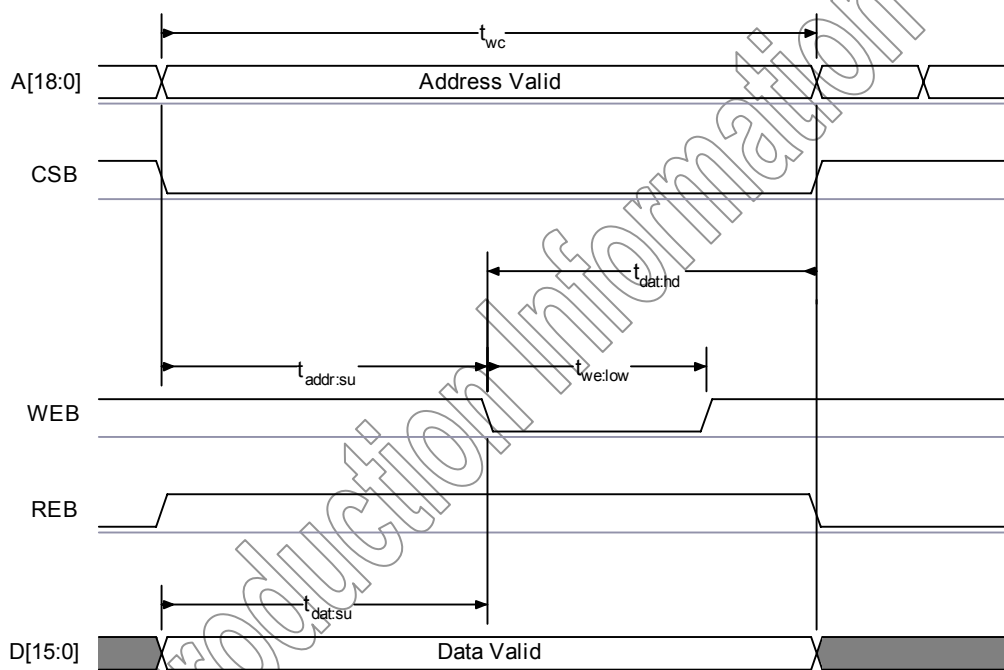 t_wc
A[18:0] Address Valid
CSB
t_dat:hd
t_addr:su t_we:low
WEB
REB
t_dat:su
D[15:0] Data Valid
roduction Information